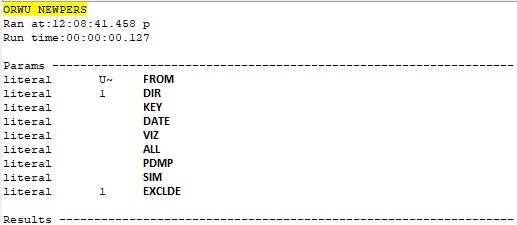 ORWU NEWPERS
Ran at:12:08:41.458 p
Run time:00:00:00.127
Params ------------------------------------------------------------------
literal U~ FROM
literal 1 DIR
literal KEY
literal DATE
literal VIZ
literal ALL
literal PDMP
literal SIM
literal 1 EXCLDE
Results -----------------------------------------------------------------